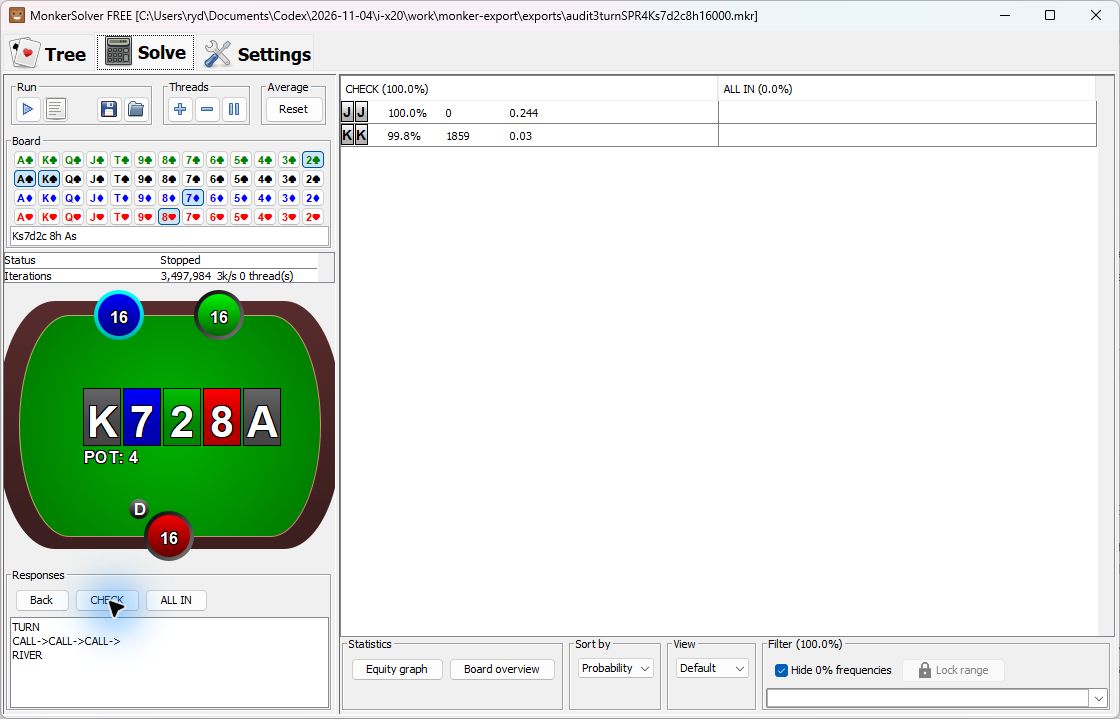 MonkerSolver FREE [C:\Users\ryd\Documents\Codex\2026-11-04\i-x20\work\monker-export\exports\audit3turnSPR4Ks7d2c8h16000.mkr]
Tree Solve Settings
Run Threads Average
Reset
Board
A♣ K♣ Q♣ J♣ T♣ 9♣ 8♣ 7♣ 6♣ 5♣ 4♣ 3♣ 2♣
A♠ K♠ Q♠ J♠ T♠ 9♠ 8♠ 7♠ 6♠ 5♠ 4♠ 3♠ 2♠
A♦ K♦ Q♦ J♦ T♦ 9♦ 8♦ 7♦ 6♦ 5♦ 4♦ 3♦ 2♦
A♥ K♥ Q♥ J♥ T♥ 9♥ 8♥ 7♥ 6♥ 5♥ 4♥ 3♥ 2♥
Ks7d2c 8h As
Status Stopped
Iterations 3,497,984 3k/s 0 thread(s)
16 16
K 7 2 8 A
POT: 4
D
16
Responses
Back CHECK ALL IN
TURN
CALL->CALL->CALL->
RIVER
CHECK (100.0%) ALL IN (0.0%)
J J 100.0% 0 0.244
K K 99.8% 1859 0.03
Statistics
Equity graph Board overview
Sort by
Probability
View
Default
Filter (100.0%)
Hide 0% frequencies Lock range